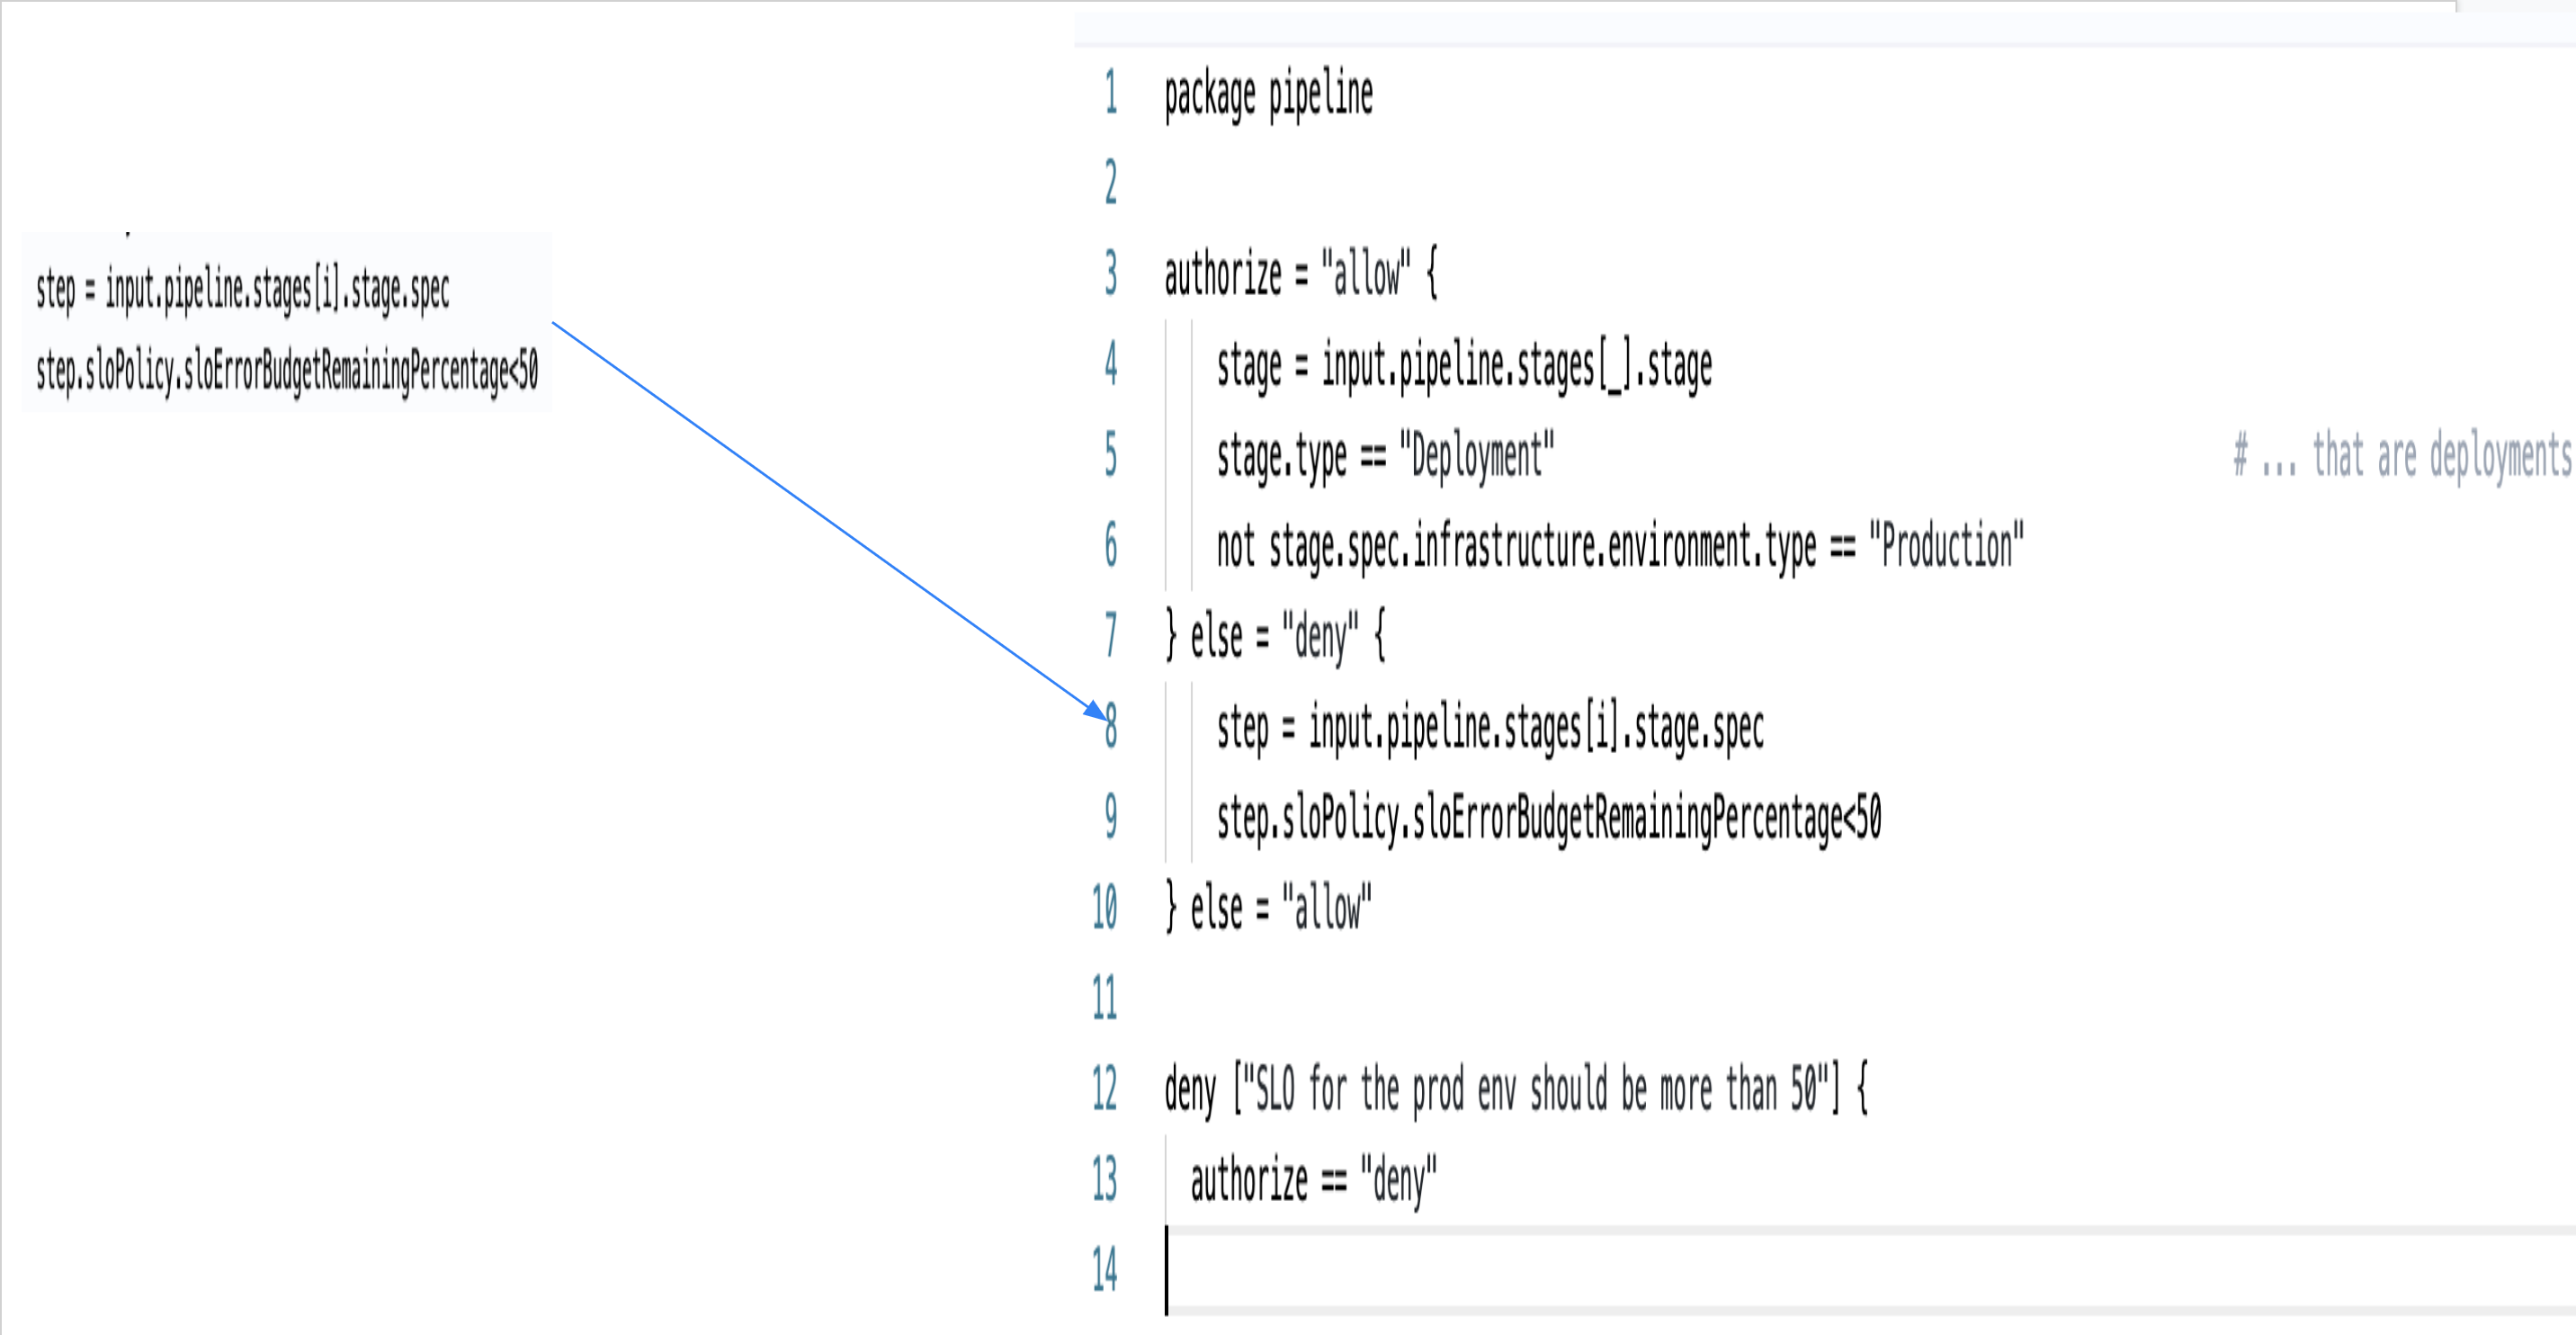 step = input.pipeline.stages[i].stage.spec
step.sloPolicy.sloErrorBudgetRemainingPercentage<50
1 package pipeline
2
3 authorize = "allow" {
4 stage = input.pipeline.stages[_].stage
5 stage.type == "Deployment" # ... that are deployments
6 not stage.spec.infrastructure.environment.type == "Production"
7 } else = "deny" {
8 step = input.pipeline.stages[i].stage.spec
9 step.sloPolicy.sloErrorBudgetRemainingPercentage<50
10 } else = "allow"
11
12 deny ["SLO for the prod env should be more than 50"] {
13 authorize == "deny"
14